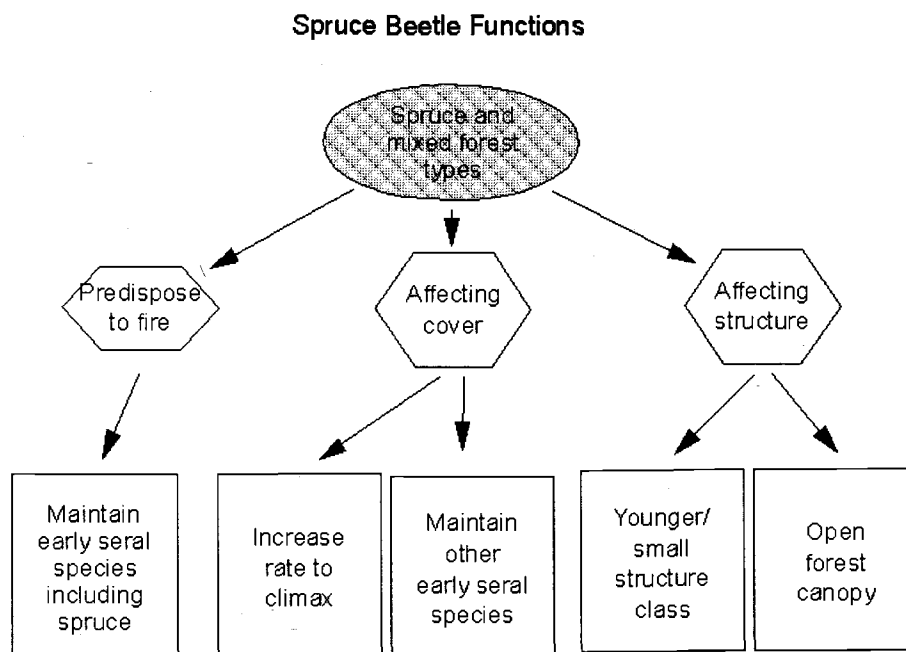 Spruce Beetle Functions
Spruce and
mixed forest
types
Predispose
to fire
Affecting
cover
Affecting
structure
Maintain
early seral
species
including
spruce
Increase
rate to
climax
Maintain
other
early seral
species
Younger/
small
structure
class
Open
forest
canopy